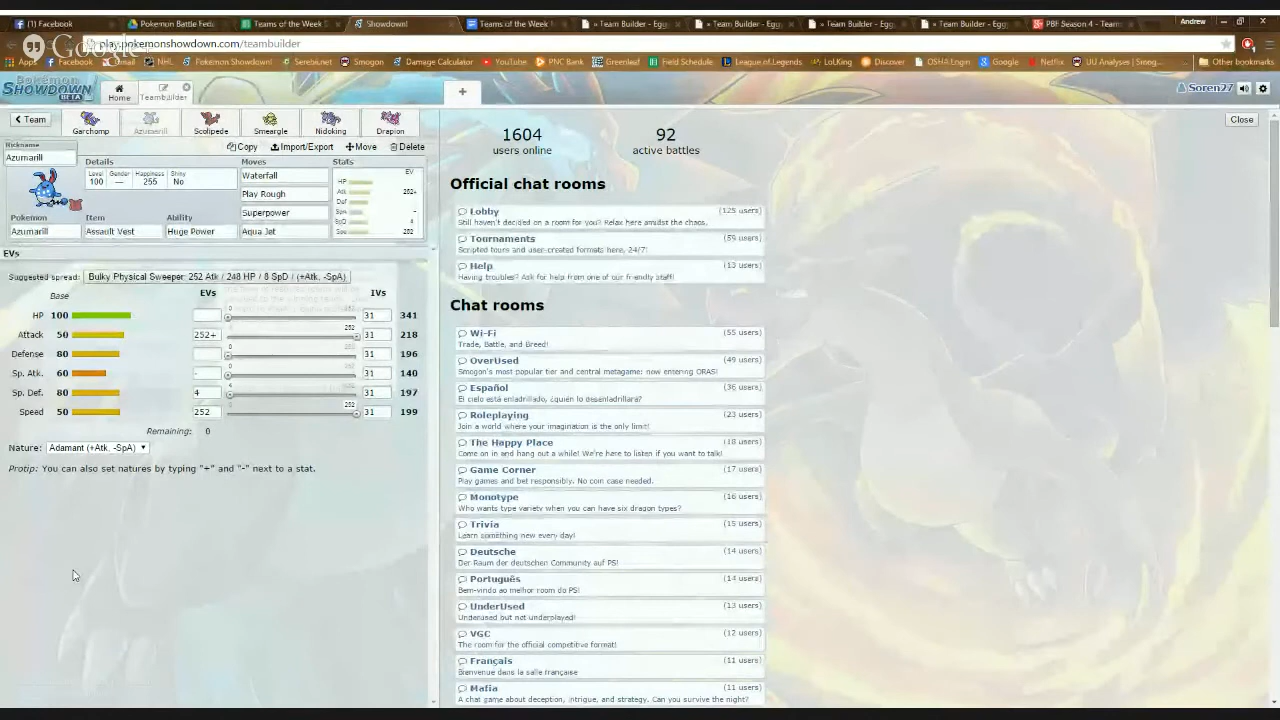 (1) Facebook
Pokemon Battle Fede
Teams of the Week S
Showdown!
Teams of the Week
» Team Builder - Egg
» Team Builder - Egg
» Team Builder - Egg
» Team Builder - Egg
PBF Season 4 - Team
Andrew
Google+
play.pokemonshowdown.com/teambuilder
Apps
Facebook
Gmail
NHL
Pokemon Showdown!
Serebii.net
Smogon
Damage Calculator
YouTube
PNC Bank
Greenleaf
Field Schedule
League of Legends
LoLKing
Discover
OSHA Login
Google
Netflix
UU Analyses | Smog...
Other bookmarks
Pokemon
SHOWDOWN
BETA
Home
Teambuilder
+
Soren27
< Team
Garchomp
Azumarill
Scolipede
Smeargle
Nidoking
Drapion
Copy
Import/Export
Move
Delete
Nickname
Azumarill
Details
Level Gender Happiness Shiny
100 — 255 No
Moves
Waterfall
Play Rough
Superpower
Aqua Jet
Stats
EV
HP
Atk 252+
Def
SpA -
SpD 4
Spe 252
Pokemon
Azumarill
Item
Assault Vest
Ability
Huge Power
EVs
Suggested spread: Bulky Physical Sweeper: 252 Atk / 248 HP / 8 SpD / (+Atk, -SpA)
Base EVs IVs
HP 100 0 252 31 341
Attack 50 252+ 0 252 31 218
Defense 80 0 252 31 196
Sp. Atk. 60 - 0 252 31 140
Sp. Def. 80 4 31 197
Speed 50 252 0 252 31 199
Remaining: 0
Nature: Adamant (+Atk, -SpA)
Protip: You can also set natures by typing "+" and "-" next to a stat.
Close
1604
users online
92
active battles
Official chat rooms
Lobby (125 users)
Still haven't decided on a room for you? Relax here amidst the chaos.
Tournaments (59 users)
Scripted tours and user-created formats here, 24/7!
Help (13 users)
Having troubles? Ask for help from one of our friendly staff!
Chat rooms
Wi-Fi (55 users)
Trade, Battle, and Breed!
OverUsed (49 users)
Smogon's most popular tier and central metagame: now entering ORAS!
Español (36 users)
El cielo está enladrillado, ¿quién lo desenladrillará?
Roleplaying (23 users)
Join a world where your imagination is the only limit!
The Happy Place (18 users)
Come on in and hang out a while! We're here to listen if you want to talk!
Game Corner (17 users)
Play games and bet responsibly. No coin case needed.
Monotype (16 users)
Who wants type variety when you can have six dragon types?
Trivia (15 users)
Learn something new every day!
Deutsche (14 users)
Der Raum der deutschen Community auf PS!
Português (14 users)
Bem-vindo ao melhor room do PS!
UnderUsed (13 users)
Underused but not underplayed!
VGC (12 users)
The room for the official competitive format!
Français (11 users)
Bienvenue dans la salle française
Mafia (11 users)
A chat game about deception, intrigue, and strategy. Can you survive the night?